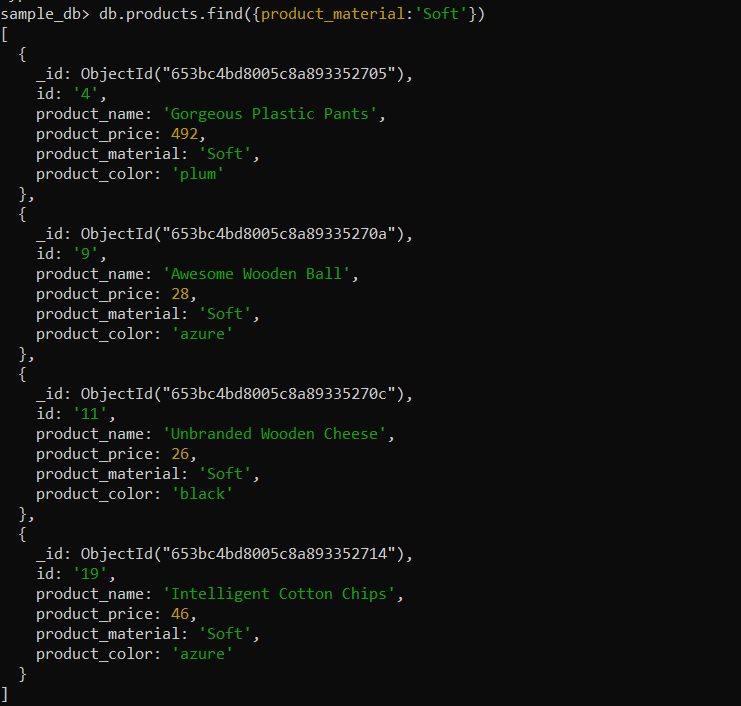 sample_db> db.products.find({product_material:'Soft'})
[
  {
    _id: ObjectId("653bc4bd8005c8a893352705"),
    id: '4',
    product_name: 'Gorgeous Plastic Pants',
    product_price: 492,
    product_material: 'Soft',
    product_color: 'plum'
  },
  {
    _id: ObjectId("653bc4bd8005c8a89335270a"),
    id: '9',
    product_name: 'Awesome Wooden Ball',
    product_price: 28,
    product_material: 'Soft',
    product_color: 'azure'
  },
  {
    _id: ObjectId("653bc4bd8005c8a89335270c"),
    id: '11',
    product_name: 'Unbranded Wooden Cheese',
    product_price: 26,
    product_material: 'Soft',
    product_color: 'black'
  },
  {
    _id: ObjectId("653bc4bd8005c8a893352714"),
    id: '19',
    product_name: 'Intelligent Cotton Chips',
    product_price: 46,
    product_material: 'Soft',
    product_color: 'azure'
  }
]